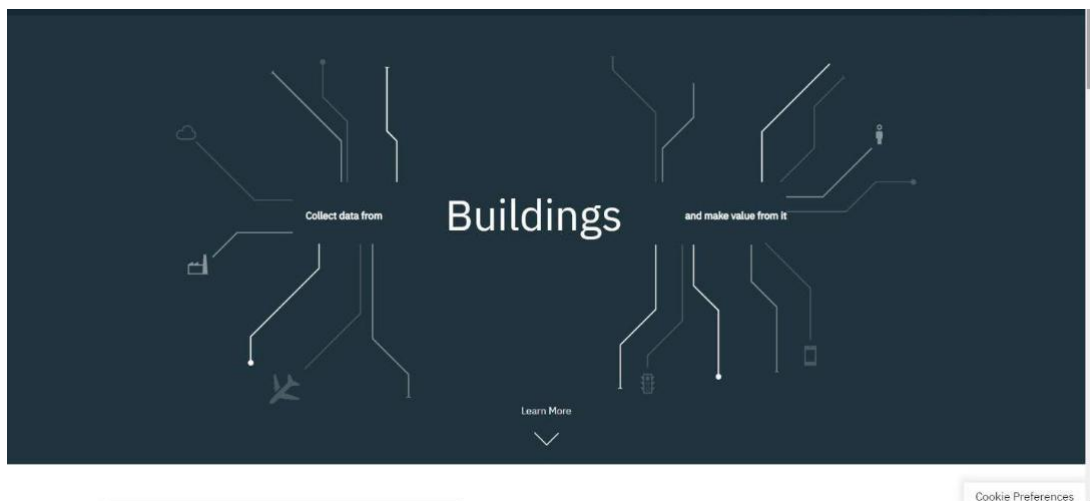 Collect data from Buildings and make value from it
Learn More
Cookie Preferences